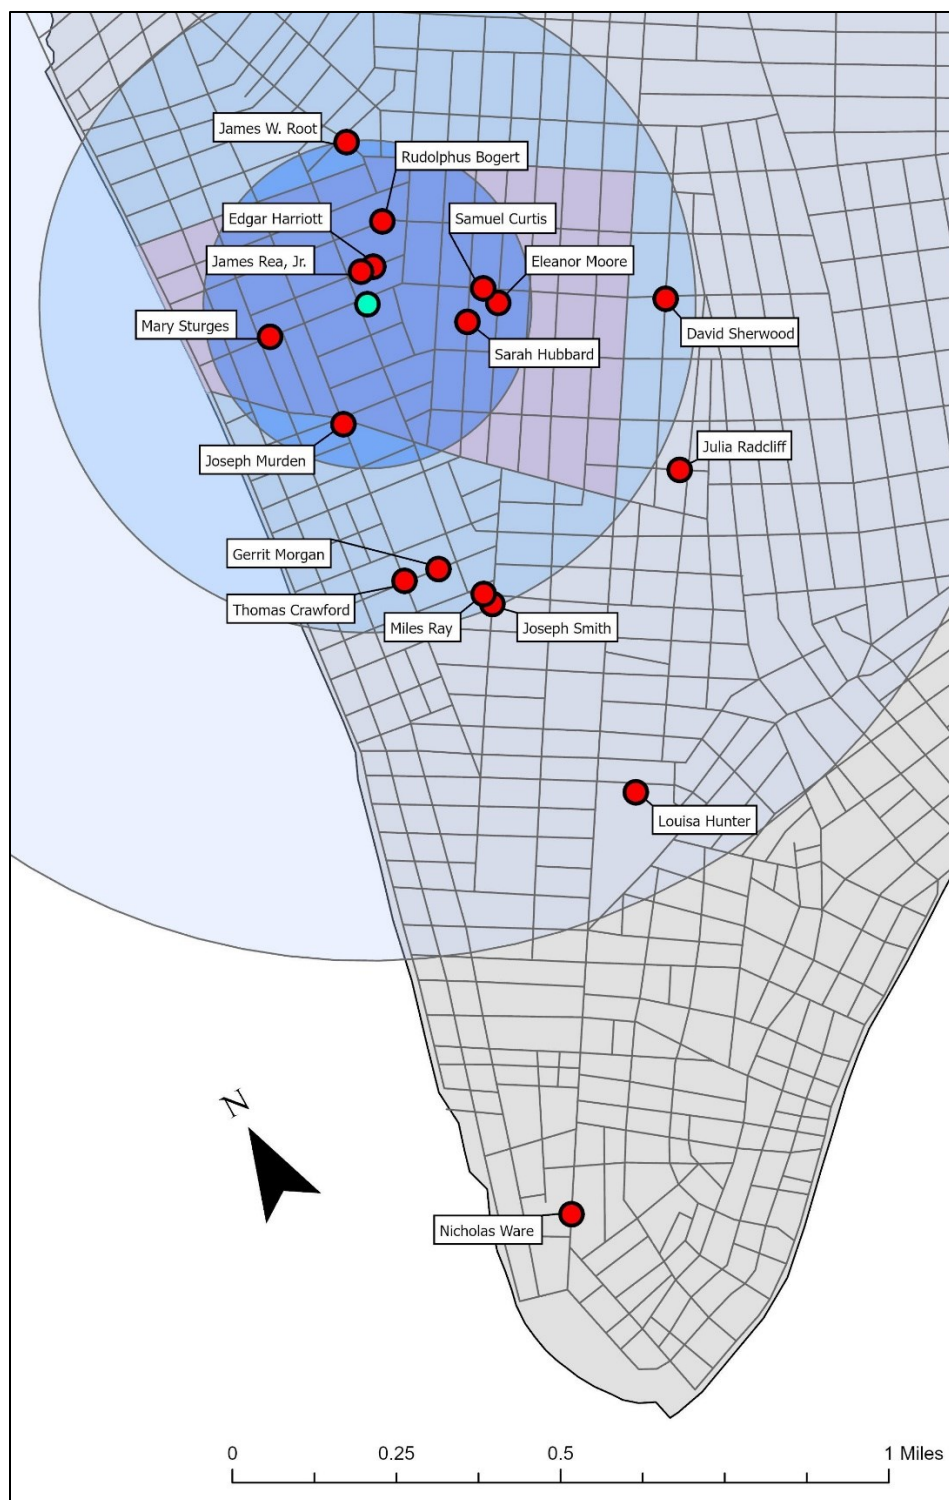 James W. Root
Rudolphus Bogert
Edgar Harriott
Samuel Curtis
James Rea, Jr.
Eleanor Moore
Mary Sturges
David Sherwood
Sarah Hubbard
Julia Radcliff
Joseph Murden
Gerrit Morgan
Thomas Crawford
Miles Ray
Joseph Smith
Louisa Hunter
N
Nicholas Ware
0 0.25 0.5 1 Miles